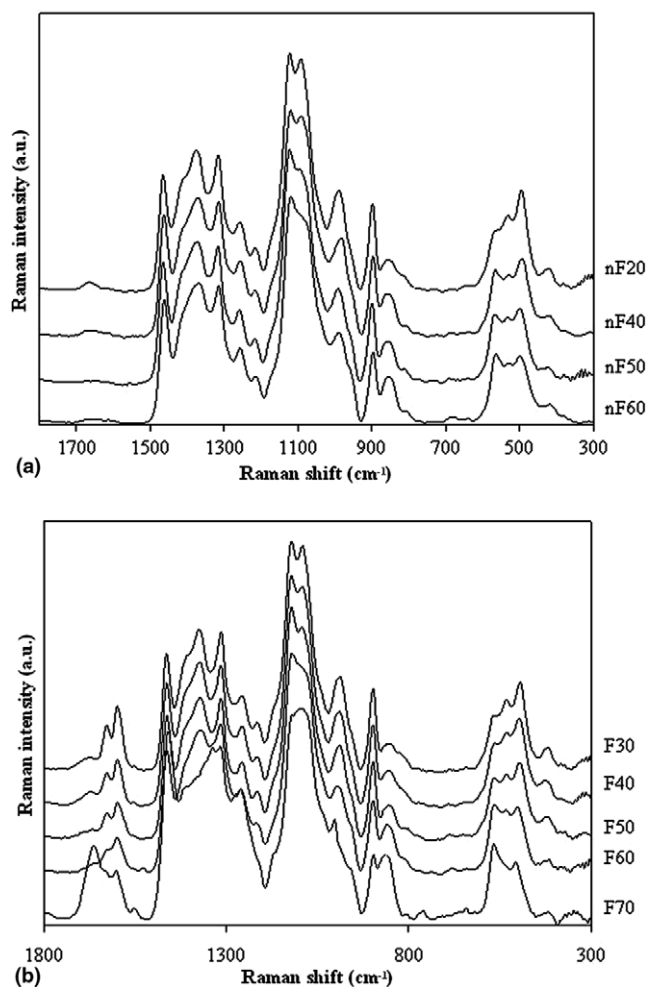 Raman intensity (a.u.)
nF20
nF40
nF50
nF60
1700 1500 1300 1100 900 700 500 300
(a)
Raman shift (cm-1)
Raman intensity (a.u.)
F30
F40
F50
F60
F70
1800 1300 800 300
(b)
Raman shift (cm-1)